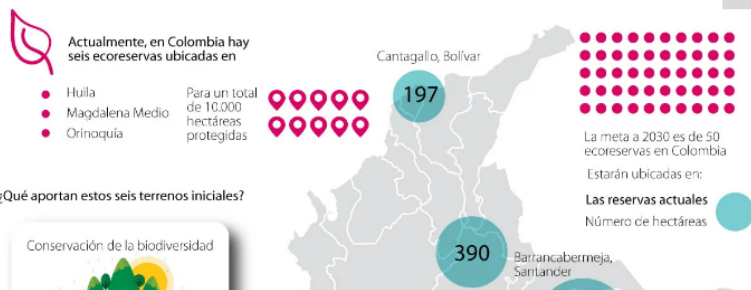 Actualmente, en Colombia hay
seis ecoreservas ubicadas en
Huila
Magdalena Medio
Orinoquía
Para un total
de 10.000
hectáreas
protegidas
¿Qué aportan estos seis terrenos iniciales?
Conservación de la biodiversidad
Cantagallo, Bolívar
197
390
Barrancabermeja,
Santander
La meta a 2030 es de 50
ecoreservas en Colombia
Estarán ubicadas en:
Las reservas actuales
Número de hectáreas